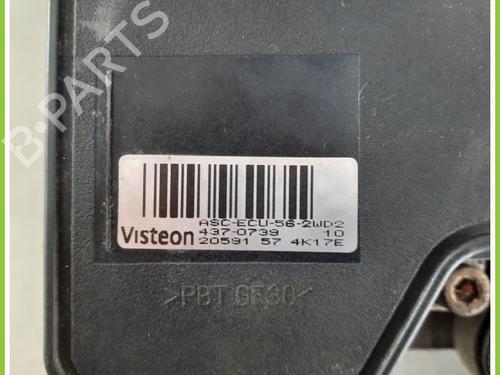 B-PARTS
ASC-ECU-56-2WD2
Visteon 437-0739 10
20591 57 4K17E
>PBT GF30<